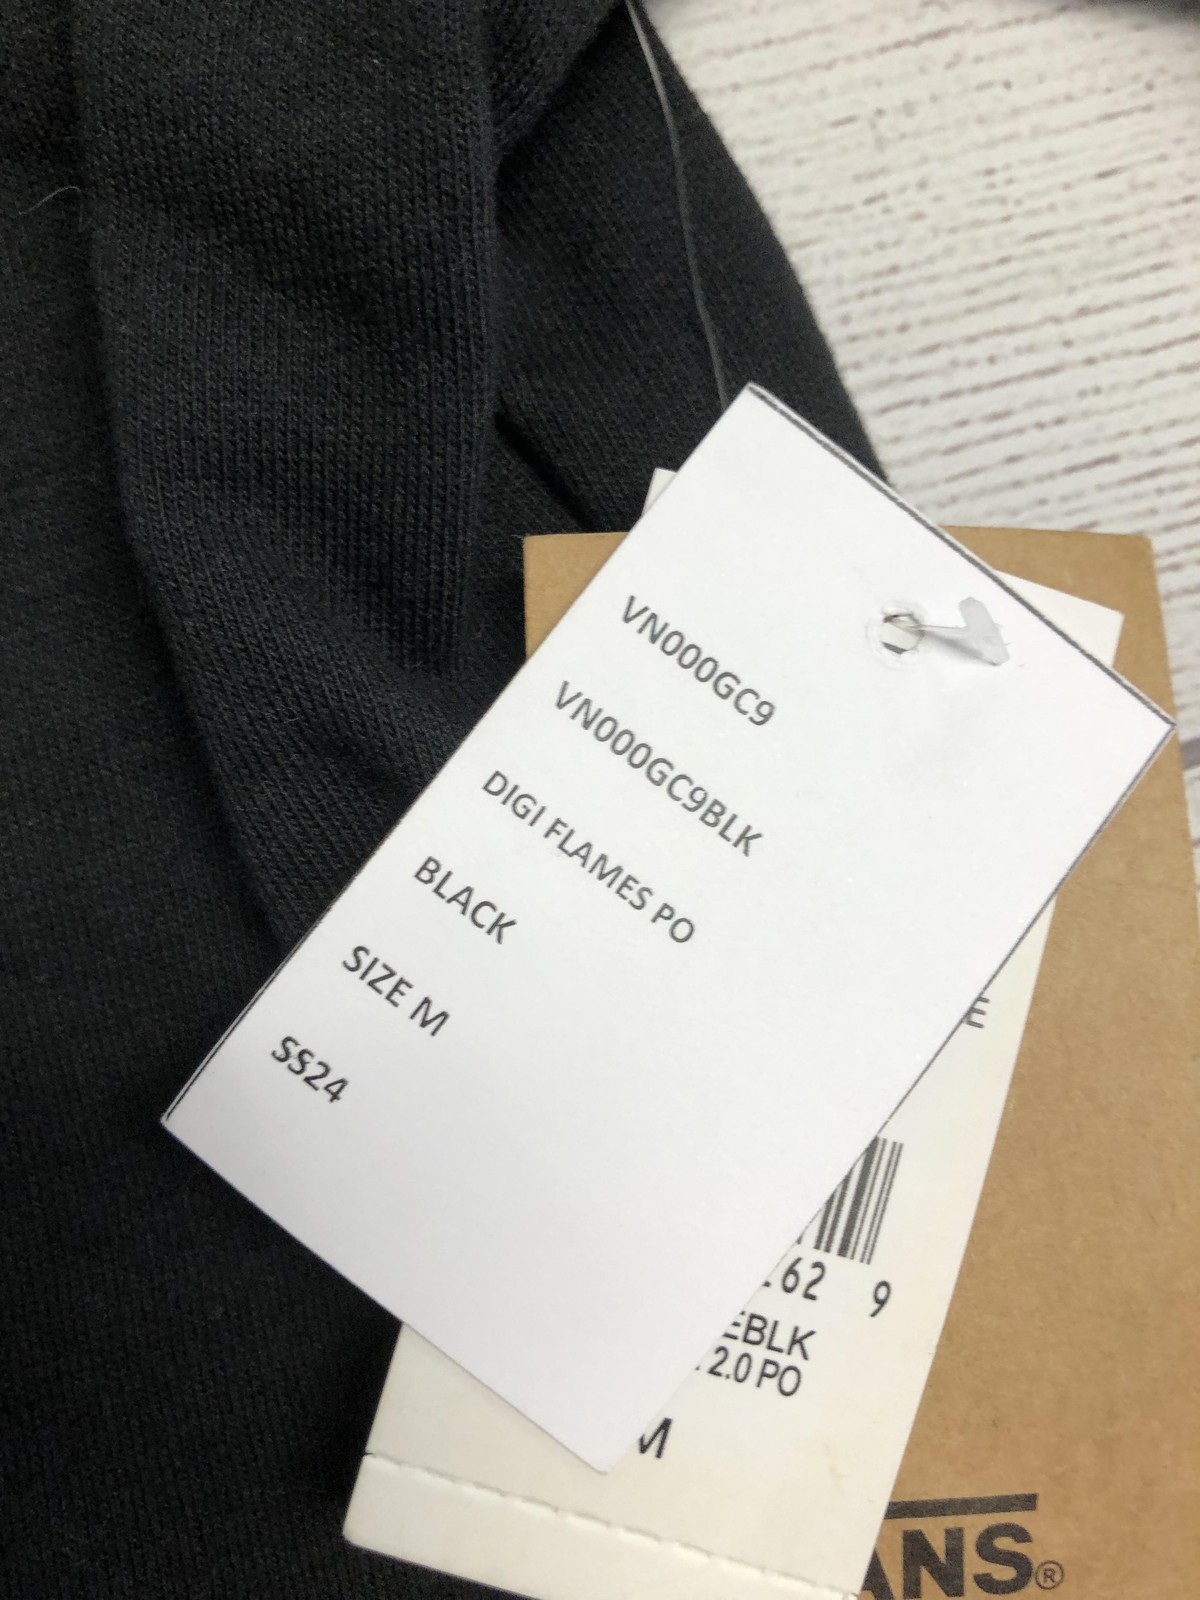 VN000GC9
VN000GC9BLK
DIGI FLAMES PO
BLACK
SIZE M
SS24
E
62 9
EBLK
2.0 PO
M
ANS®